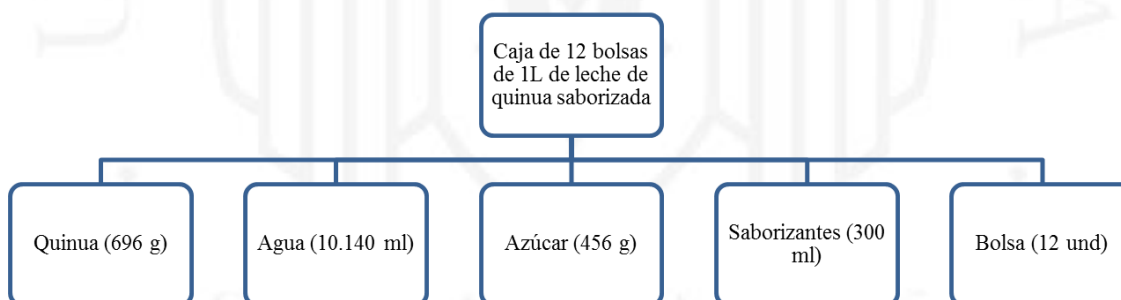 Caja de 12 bolsas
de 1L de leche de
quinua saborizada
Quinua (696 g)
Agua (10.140 ml)
Azúcar (456 g)
Saborizantes (300
ml)
Bolsa (12 und)